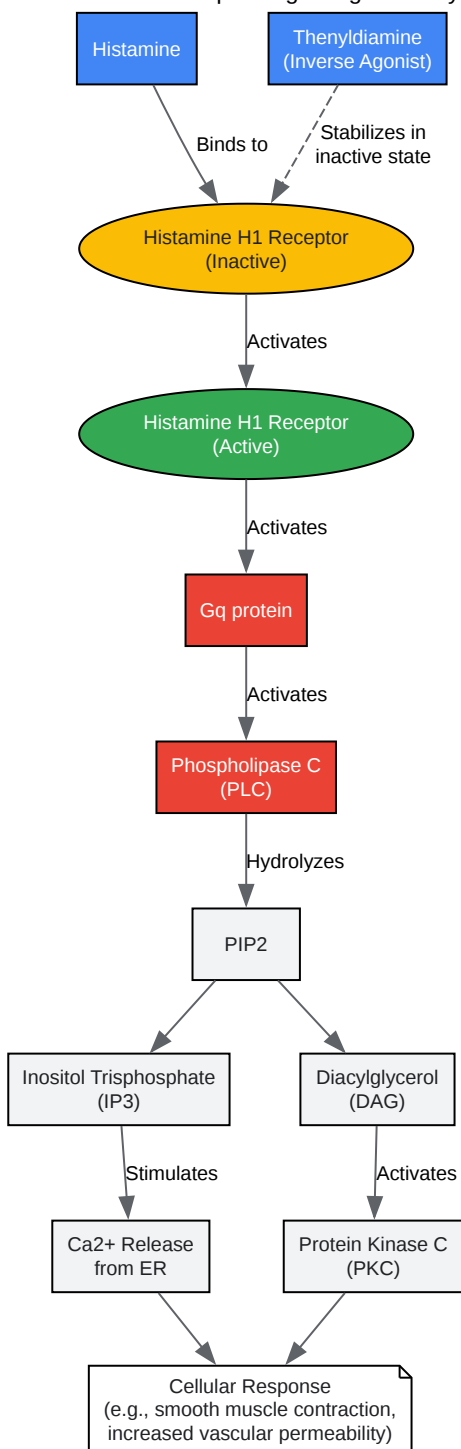 Histamine
Thenyldiamine
(Inverse Agonist)
Binds to
Stabilizes in
inactive state
Histamine H1 Receptor
(Inactive)
Activates
Histamine H1 Receptor
(Active)
Activates
Gq protein
Activates
Phospholipase C
(PLC)
Hydrolyzes
PIP2
Inositol Trisphosphate
(IP3)
Diacylglycerol
(DAG)
Stimulates
Activates
Ca2+ Release
from ER
Protein Kinase C
(PKC)
Cellular Response
(e.g., smooth muscle contraction,
increased vascular permeability)